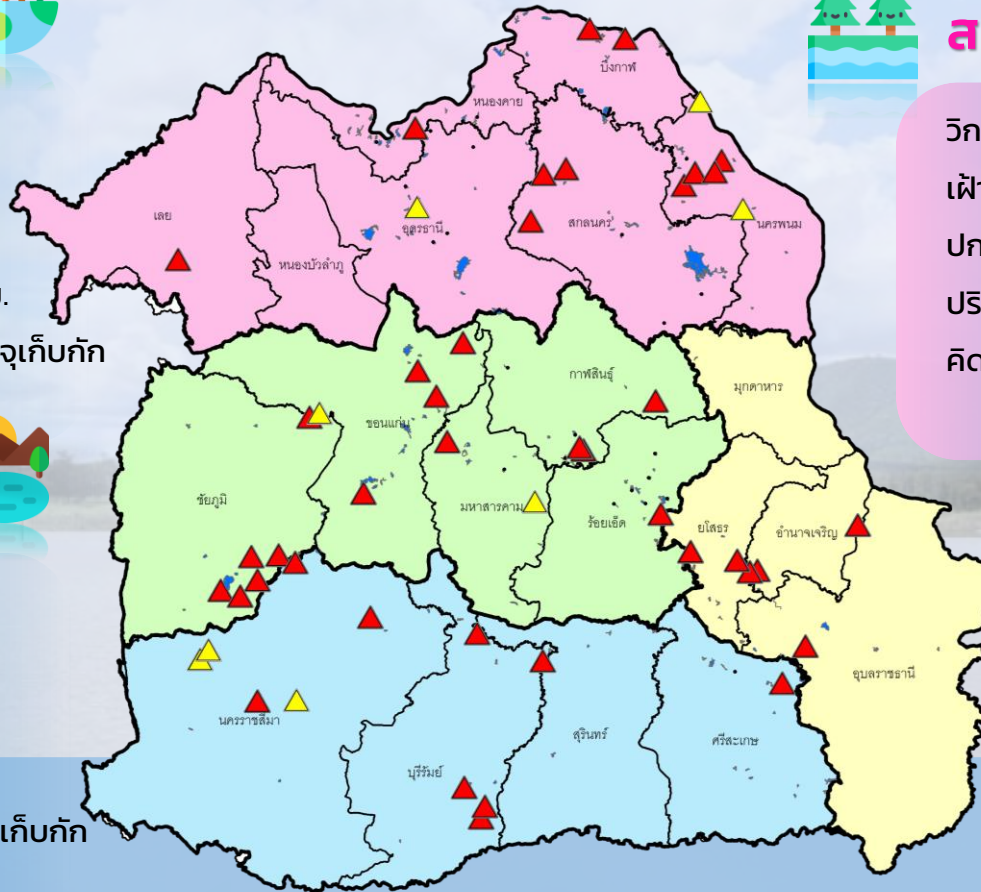 ส
วิก
เฝ้า
ปก
ปริ
คิด
ม.
จุเก็บกัก
เก็บกัก
บึงกาฬ
หนองคาย
เลย
อุดรธานี
สกลนคร
นครพนม
หนองบัวลำภู
กาฬสินธุ์
มุกดาหาร
ขอนแก่น
ชัยภูมิ
มหาสารคาม
ร้อยเอ็ด
ยโสธร
อำนาจเจริญ
อุบลราชธานี
นครราชสีมา
บุรีรัมย์
สุรินทร์
ศรีสะเกษ